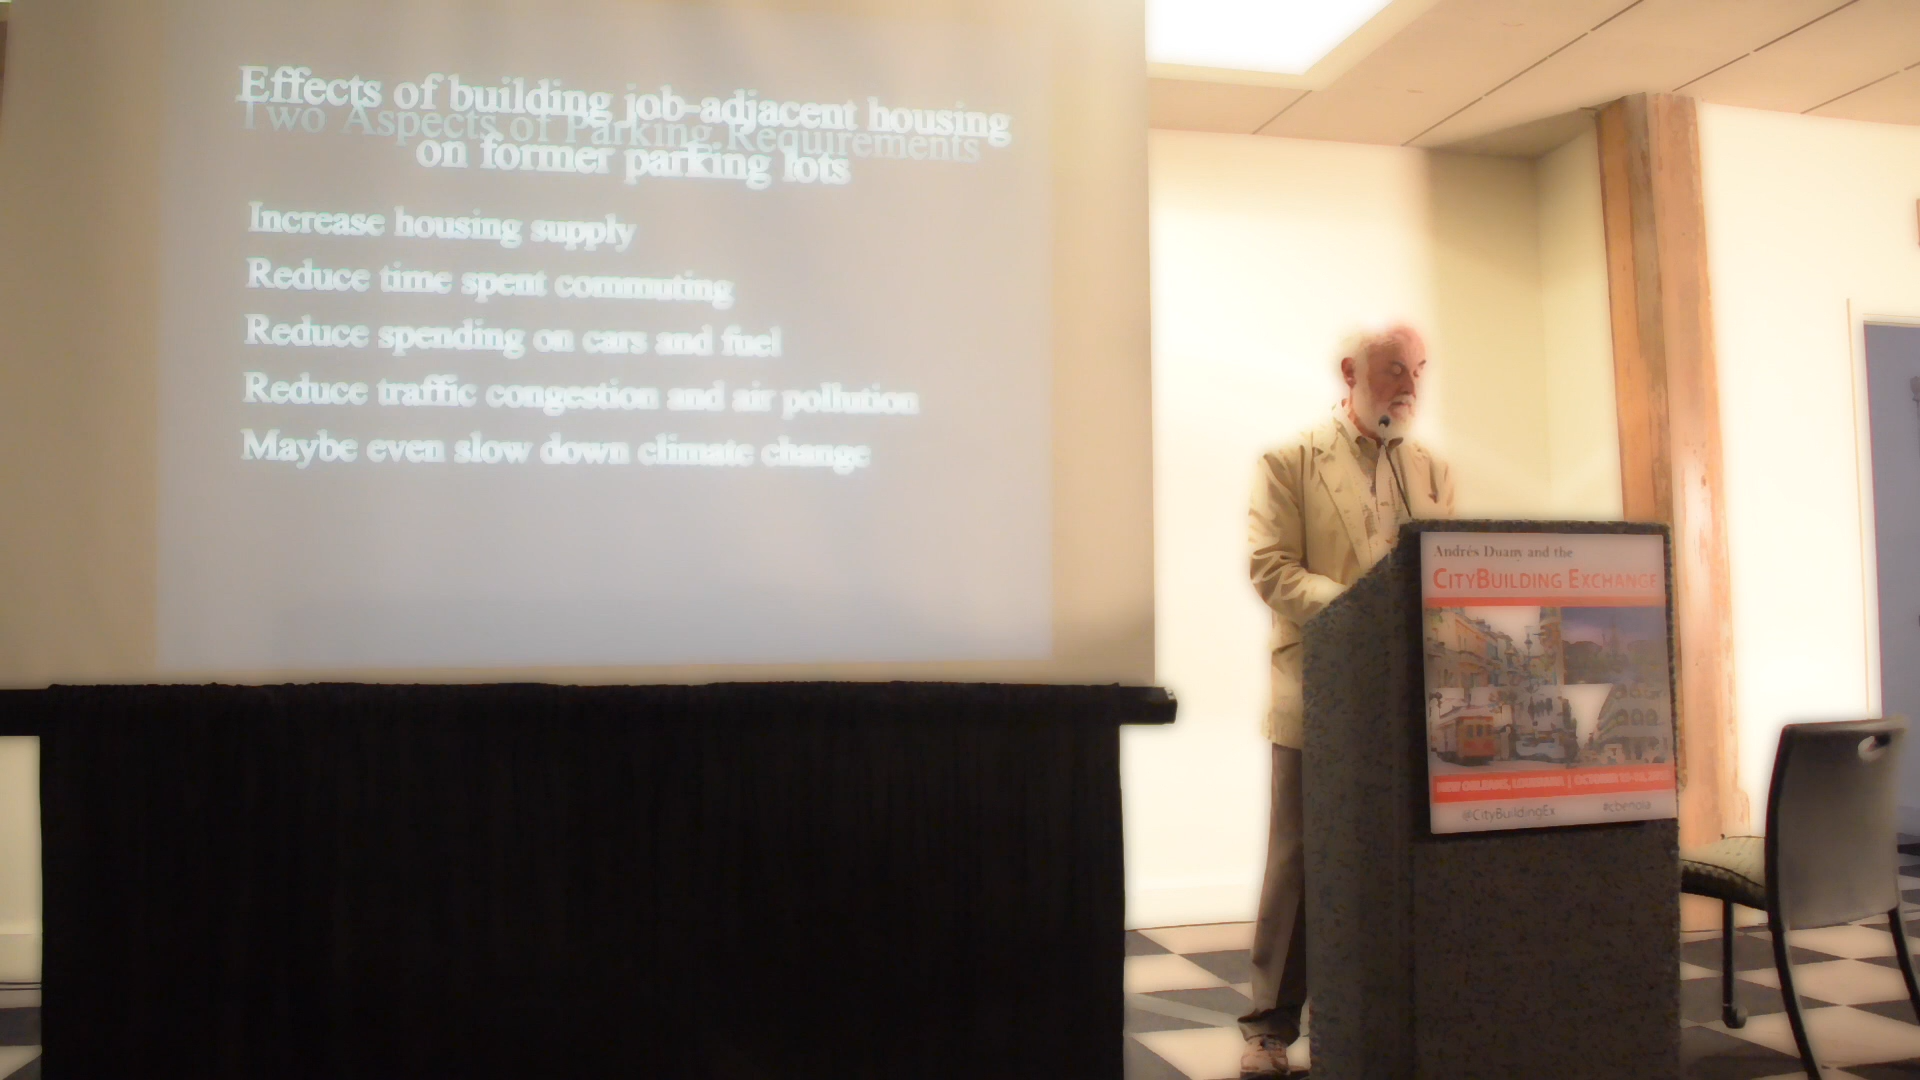 Effects of building job-adjacent housing
Two Aspects of Parking Requirements
on former parking lots
Increase housing supply
Reduce time spent commuting
Reduce spending on cars and fuel
Reduce traffic congestion and air pollution
Maybe even slow down climate change
Andrés Duany and the
CITYBUILDING EXCHANGE
NEW ORLEANS, LOUISIANA | OCTOBER
@CityBuildingEx #cbenola